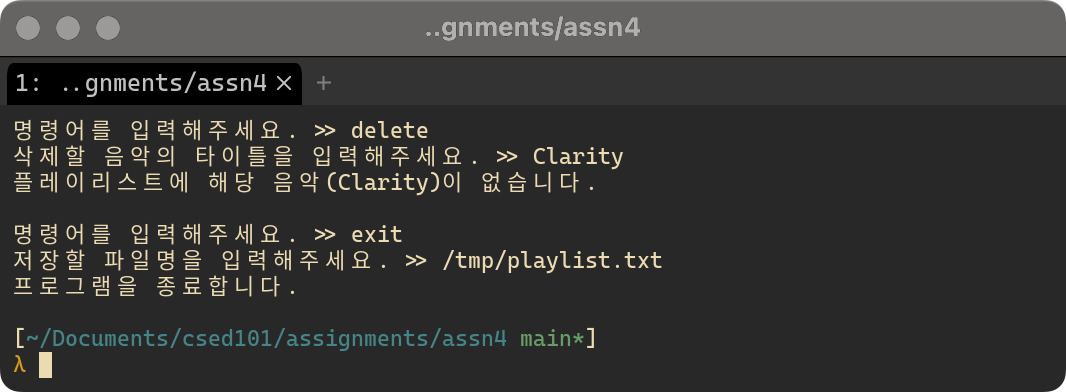 ..gnments/assn4
1: ..gnments/assn4 × +
명령어를 입력해주세요. >> delete
삭제할 음악의 타이틀을 입력해주세요. >> Clarity
플레이리스트에 해당 음악(Clarity)이 없습니다.
명령어를 입력해주세요. >> exit
저장할 파일명을 입력해주세요. >> /tmp/playlist.txt
프로그램을 종료합니다.
[~/Documents/csed101/assignments/assn4 main*]
λ